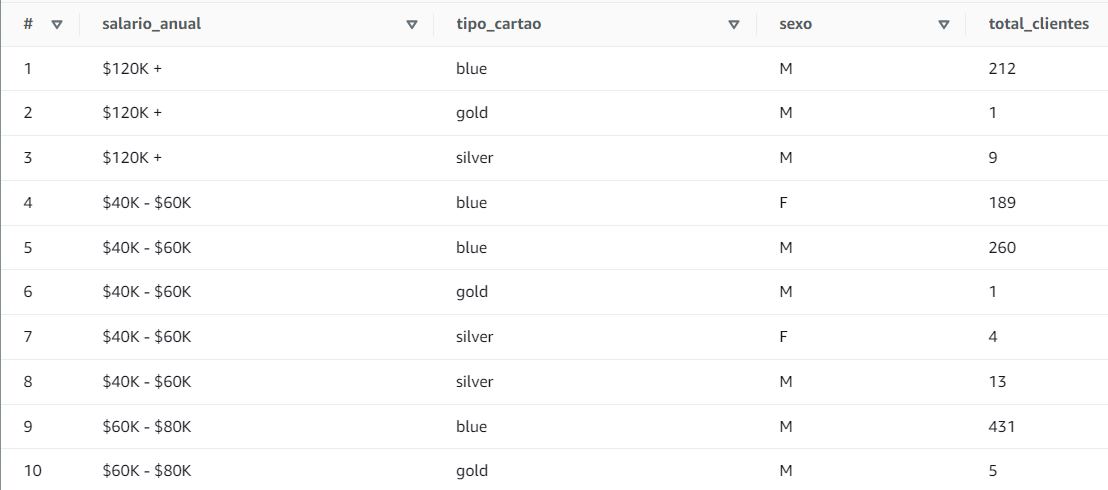 # salario_anual tipo_cartao sexo total_clientes
1 $120K + blue M 212
2 $120K + gold M 1
3 $120K + silver M 9
4 $40K - $60K blue F 189
5 $40K - $60K blue M 260
6 $40K - $60K gold M 1
7 $40K - $60K silver F 4
8 $40K - $60K silver M 13
9 $60K - $80K blue M 431
10 $60K - $80K gold M 5